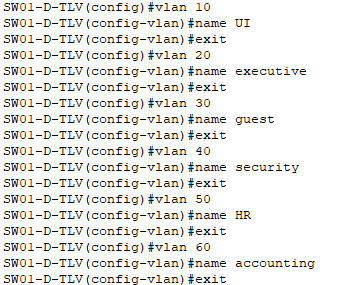 SW01-D-TLV(config)#vlan 10
SW01-D-TLV(config-vlan)#name UI
SW01-D-TLV(config-vlan)#exit
SW01-D-TLV(config)#vlan 20
SW01-D-TLV(config-vlan)#name executive
SW01-D-TLV(config-vlan)#exit
SW01-D-TLV(config)#vlan 30
SW01-D-TLV(config-vlan)#name guest
SW01-D-TLV(config-vlan)#exit
SW01-D-TLV(config)#vlan 40
SW01-D-TLV(config-vlan)#name security
SW01-D-TLV(config-vlan)#exit
SW01-D-TLV(config)#vlan 50
SW01-D-TLV(config-vlan)#name HR
SW01-D-TLV(config-vlan)#exit
SW01-D-TLV(config)#vlan 60
SW01-D-TLV(config-vlan)#name accounting
SW01-D-TLV(config-vlan)#exit